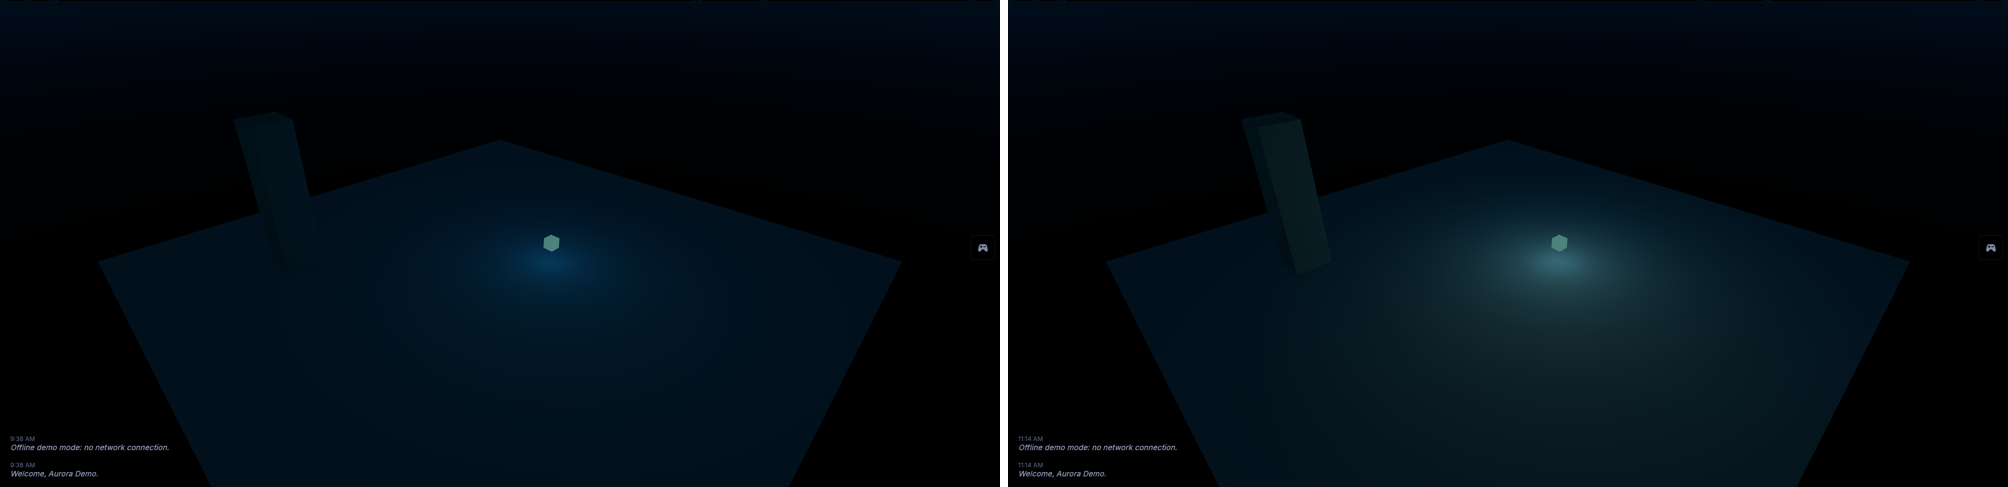 9:38 AM
Offline demo mode: no network connection.
9:38 AM
Welcome, Aurora Demo.
11:14 AM
Offline demo mode: no network connection.
11:14 AM
Welcome, Aurora Demo.